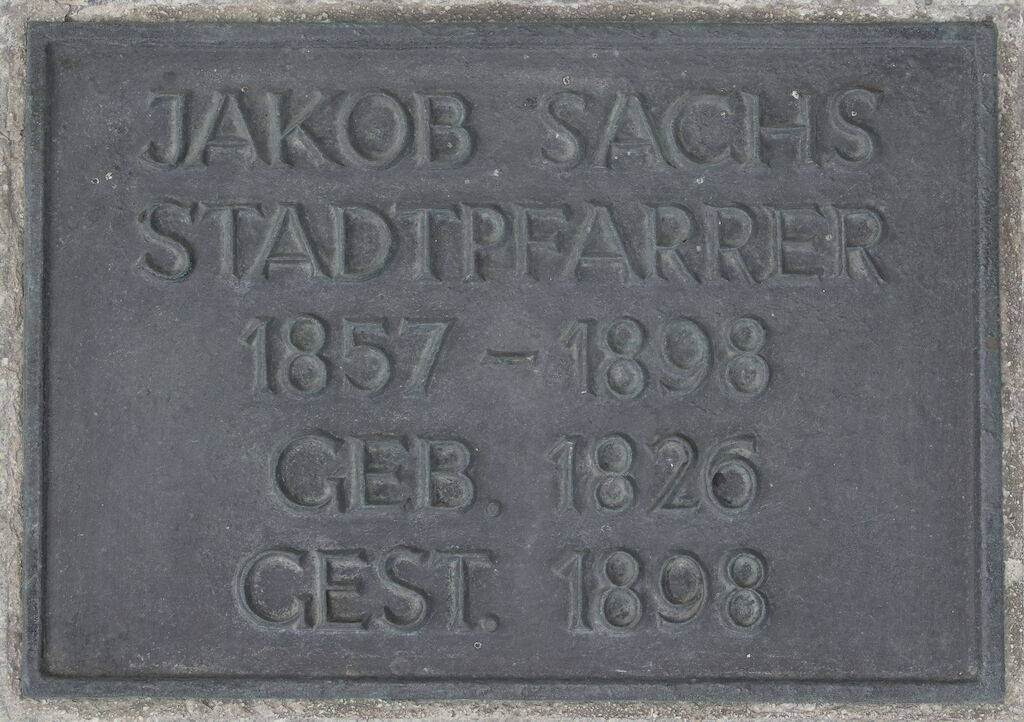 JAKOB SACHS
STADTPFARRER
1857 – 1898
GEB. 1826
GEST. 1898